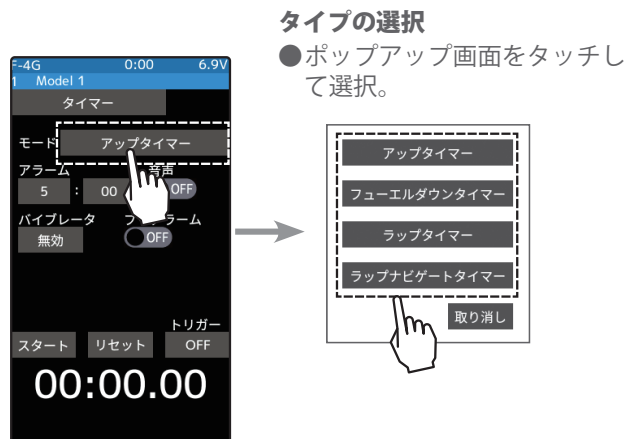 タイプの選択
●ポップアップ画面をタッチし
て選択。
F-4G 0:00 6.9V
1 Model 1
タイマー
モード アップタイマー
アラーム 音声
5 : 00 OFF
バイブレータ
無効 OFF
トリガー
スタート リセット OFF
00:00.00
アップタイマー
フューエルダウンタイマー
ラップタイマー
ラップナビゲートタイマー
取り消し